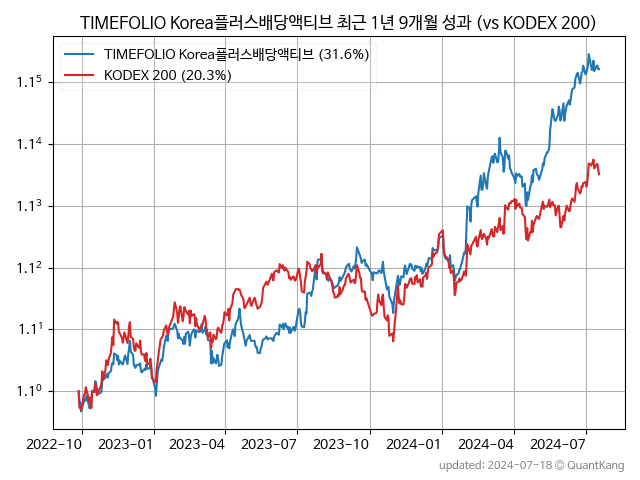 TIMEFOLIO Korea플러스배당액티브 최근 1년 9개월 성과 (vs KODEX 200)
TIMEFOLIO Korea플러스배당액티브 (31.6%)
KODEX 200 (20.3%)
1.1⁵
1.1⁴
1.1³
1.1²
1.1¹
1.1⁰
2022-10 2023-01 2023-04 2023-07 2023-10 2024-01 2024-04 2024-07
updated: 2024-07-18 © QuantKang